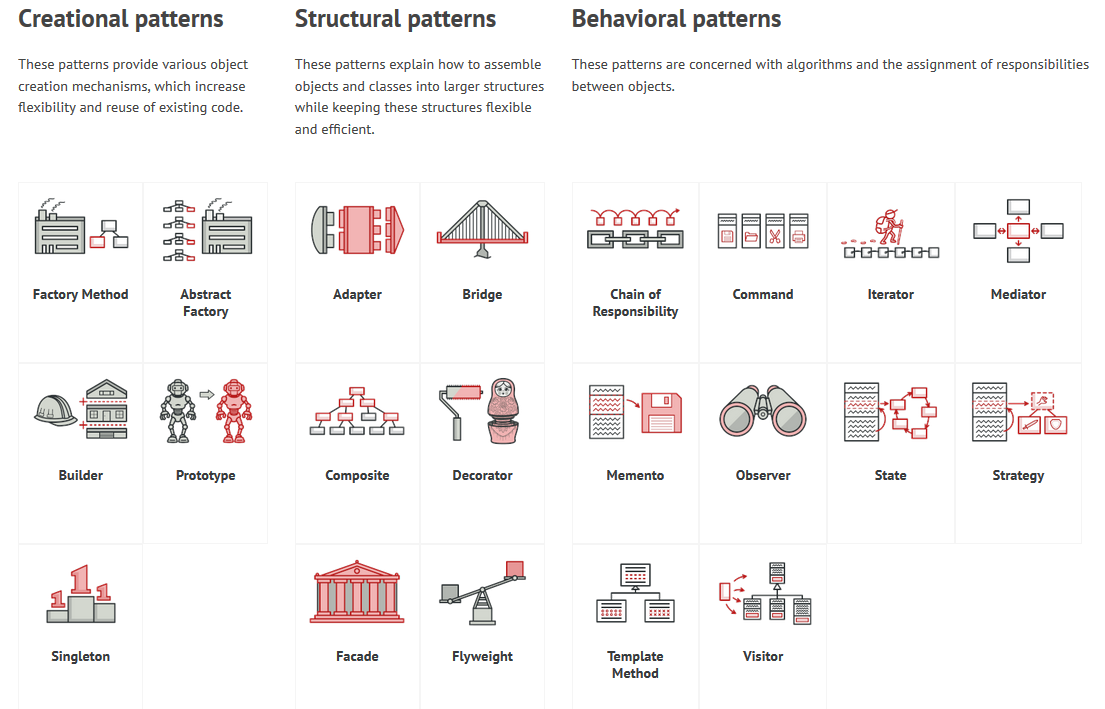 Creational patterns
These patterns provide various object
creation mechanisms, which increase
flexibility and reuse of existing code.
Factory Method
Abstract
Factory
Builder
Prototype
1 1 1
Singleton
Structural patterns
These patterns explain how to assemble
objects and classes into larger structures
while keeping these structures flexible
and efficient.
Adapter
Bridge
Composite
Decorator
Facade
Flyweight
Behavioral patterns
These patterns are concerned with algorithms and the assignment of responsibilities
between objects.
Chain of
Responsibility
Command
Iterator
Mediator
Memento
Observer
State
Strategy
Template
Method
Visitor